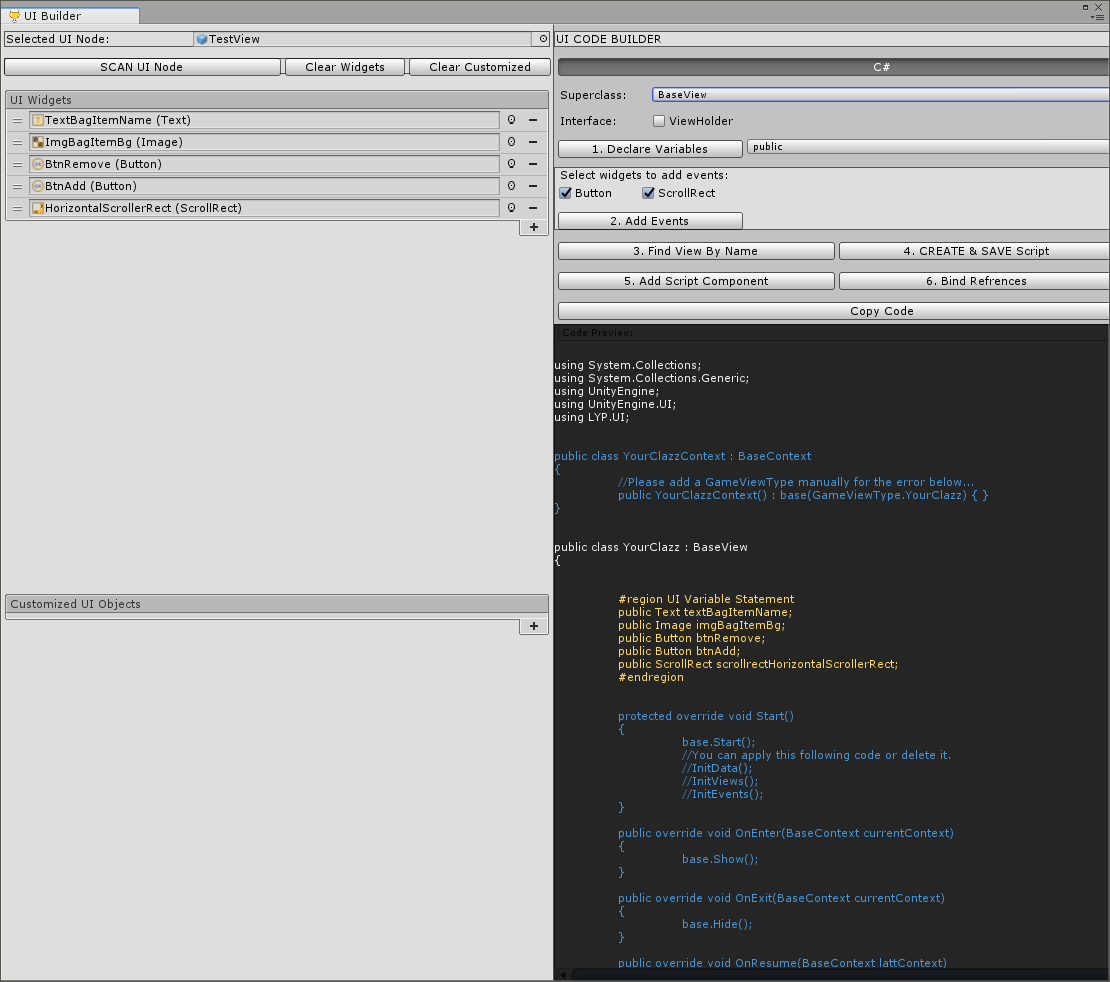 UI Builder
Selected UI Node: TestView
SCAN UI Node Clear Widgets Clear Customized
UI Widgets
TextBagItemName (Text)
ImgBagItemBg (Image)
BtnRemove (Button)
BtnAdd (Button)
HorizontalScrollerRect (ScrollRect)
Customized UI Objects
UI CODE BUILDER
C#
Superclass: BaseView
Interface: ViewHolder
1. Declare Variables public
Select widgets to add events:
Button ScrollRect
2. Add Events
3. Find View By Name 4. CREATE & SAVE Script
5. Add Script Component 6. Bind Refrences
Copy Code
Code Preview:
using System.Collections;
using System.Collections.Generic;
using UnityEngine;
using UnityEngine.UI;
using LYP.UI;
public class YourClazzContext : BaseContext
{
//Please add a GameViewType manually for the error below...
public YourClazzContext() : base(GameViewType.YourClazz) { }
}
public class YourClazz : BaseView
{
#region UI Variable Statement
public Text textBagItemName;
public Image imgBagItemBg;
public Button btnRemove;
public Button btnAdd;
public ScrollRect scrollrectHorizontalScrollerRect;
#endregion
protected override void Start()
{
base.Start();
//You can apply this following code or delete it.
//InitData();
//InitViews();
//InitEvents();
}
public override void OnEnter(BaseContext currentContext)
{
base.Show();
}
public override void OnExit(BaseContext currentContext)
{
base.Hide();
}
public override void OnResume(BaseContext lattContext)